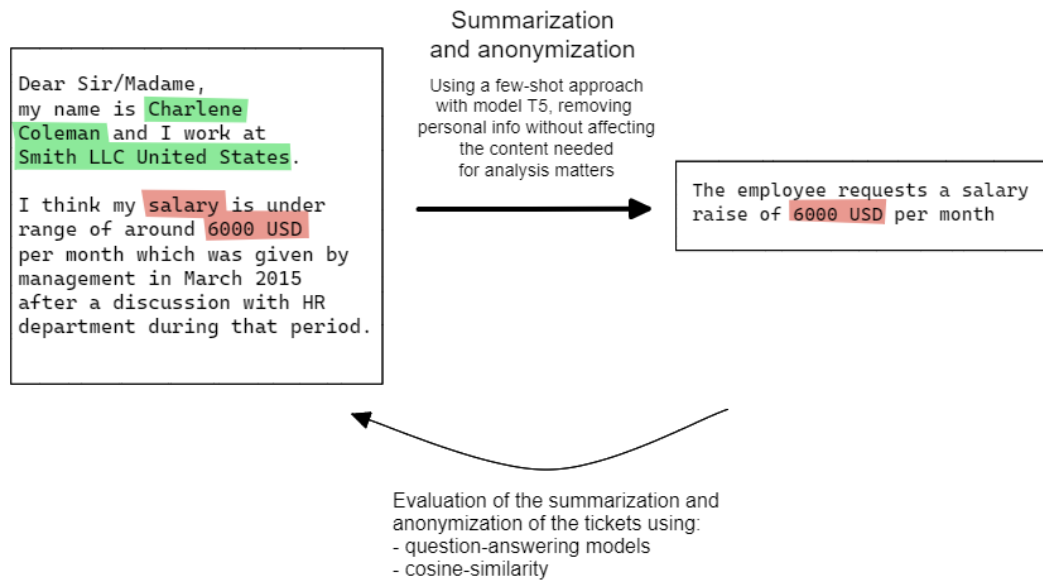 Summarization
and anonymization
Using a few-shot approach
with model T5, removing
personal info without affecting
the content needed
for analysis matters
Dear Sir/Madame,
my name is Charlene
Coleman and I work at
Smith LLC United States.
I think my salary is under
range of around 6000 USD
per month which was given by
management in March 2015
after a discussion with HR
department during that period.
The employee requests a salary
raise of 6000 USD per month
Evaluation of the summarization and
anonymization of the tickets using:
- question-answering models
- cosine-similarity